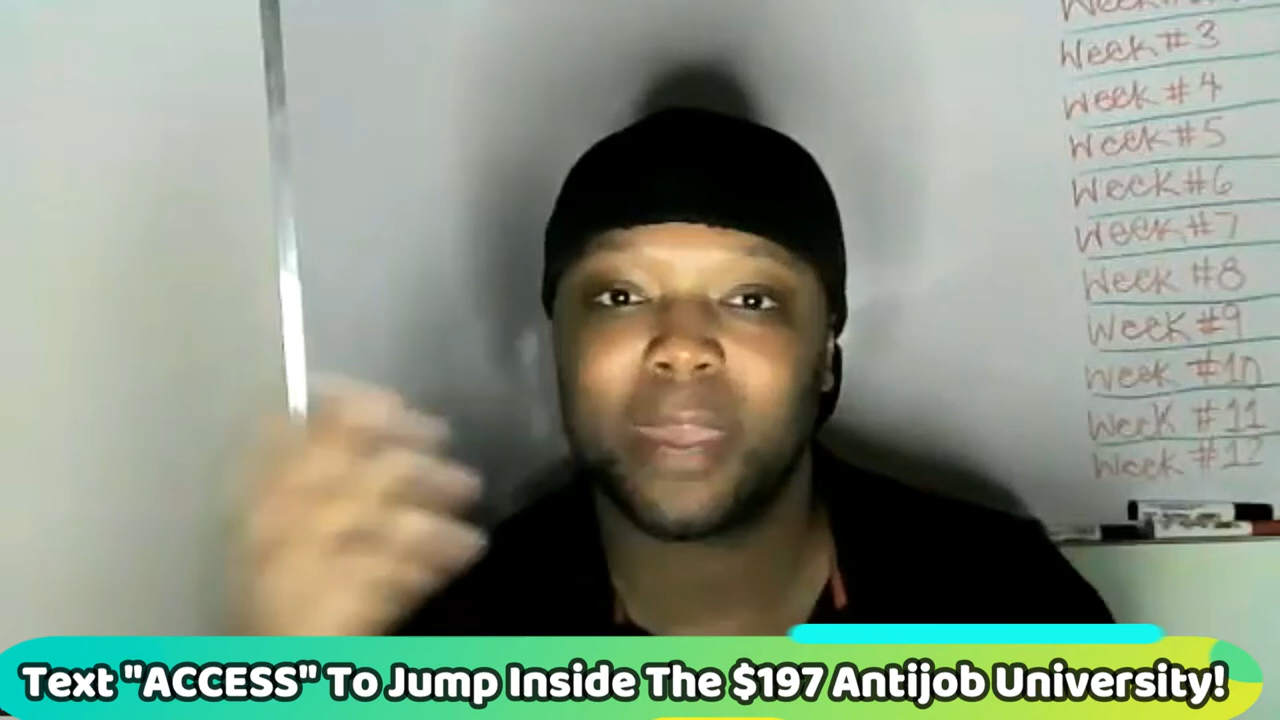 Week #3
Week #4
Week #5
Week #6
Week #7
Week #8
Week #9
Week #10
Week #11
Week #12
Text "ACCESS" To Jump Inside The $197 Antijob University!